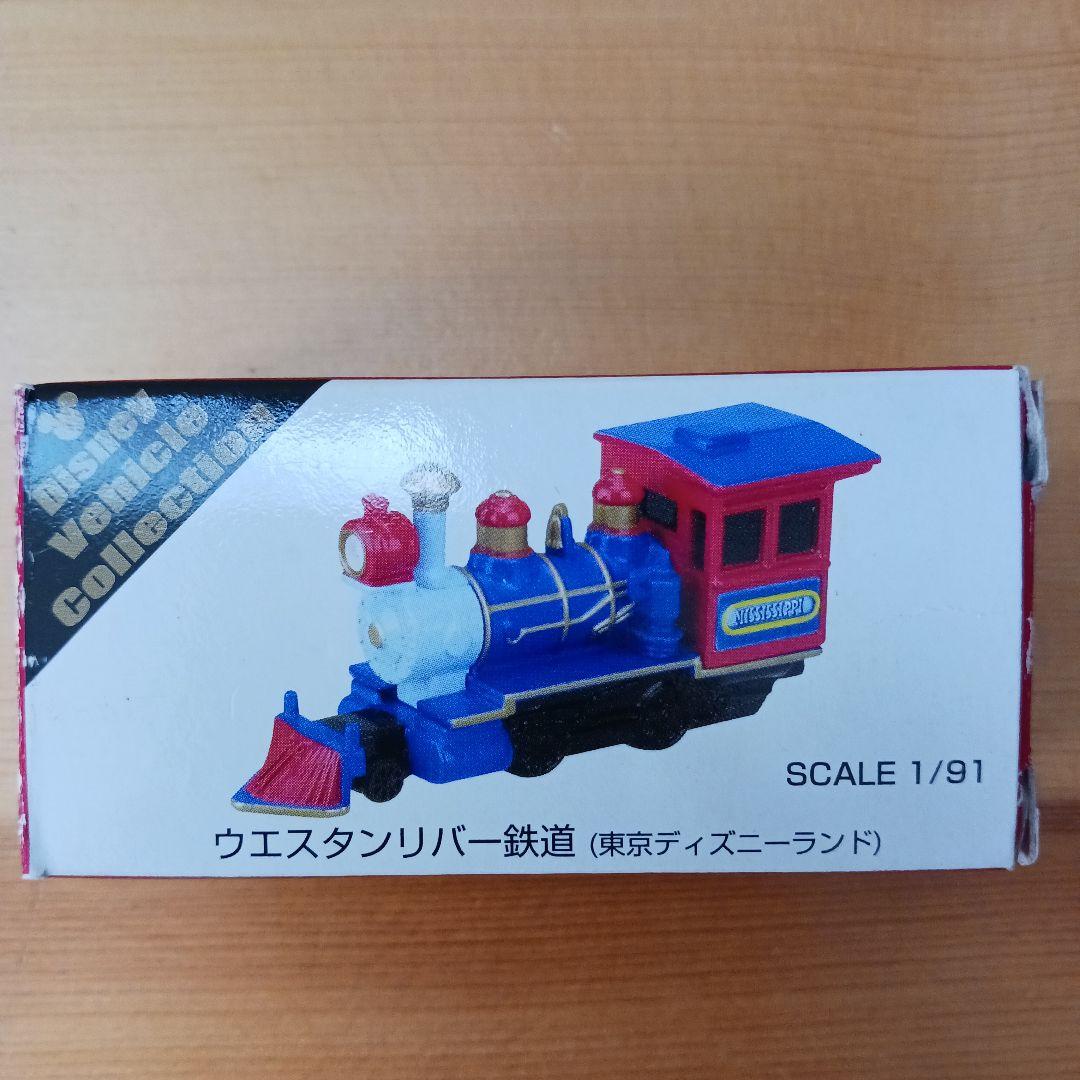 Disney
Vehicle
Collection
MISSISSIPPI
SCALE 1/91
ウエスタンリバー鉄道 (東京ディズニーランド)